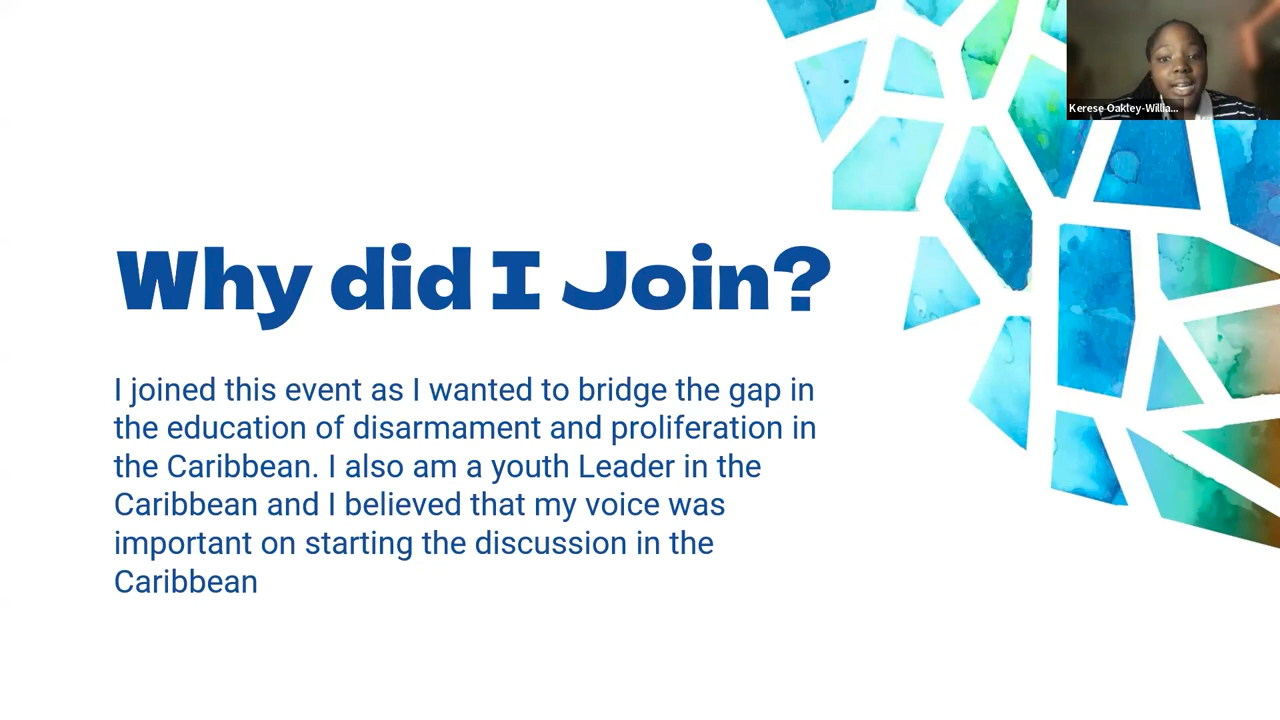 Kerese Oakley-Willia...
Why did I Join?
I joined this event as I wanted to bridge the gap in
the education of disarmament and proliferation in
the Caribbean. I also am a youth Leader in the
Caribbean and I believed that my voice was
important on starting the discussion in the
Caribbean